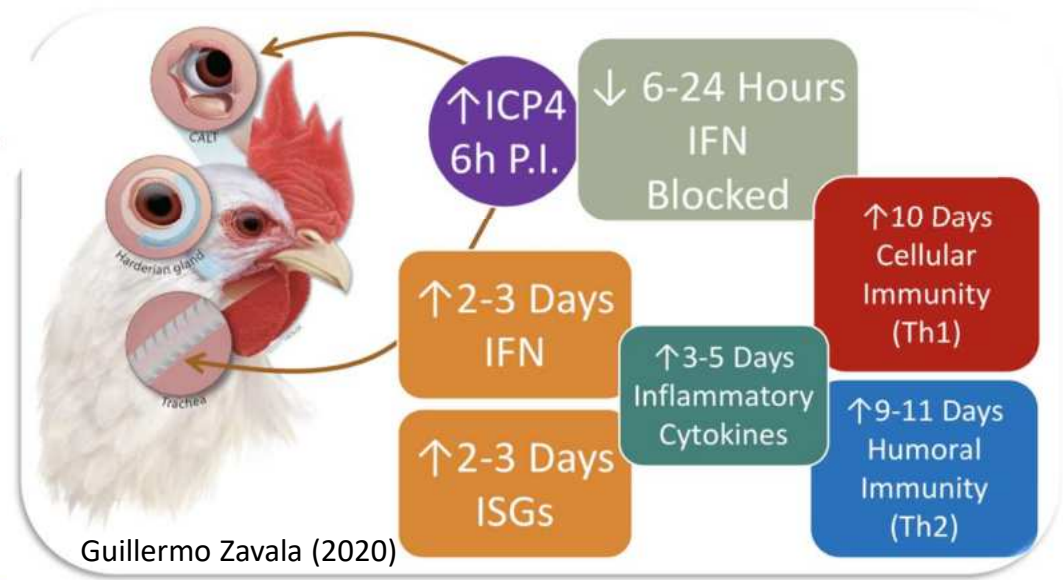 CALT
Harderian gland
Trachea
↑ICP4
6h P.I.
↓ 6-24 Hours
IFN
Blocked
↑10 Days
Cellular
Immunity
(Th1)
↑2-3 Days
IFN
↑3-5 Days
Inflammatory
Cytokines
↑9-11 Days
Humoral
Immunity
(Th2)
↑2-3 Days
ISGs
Guillermo Zavala (2020)